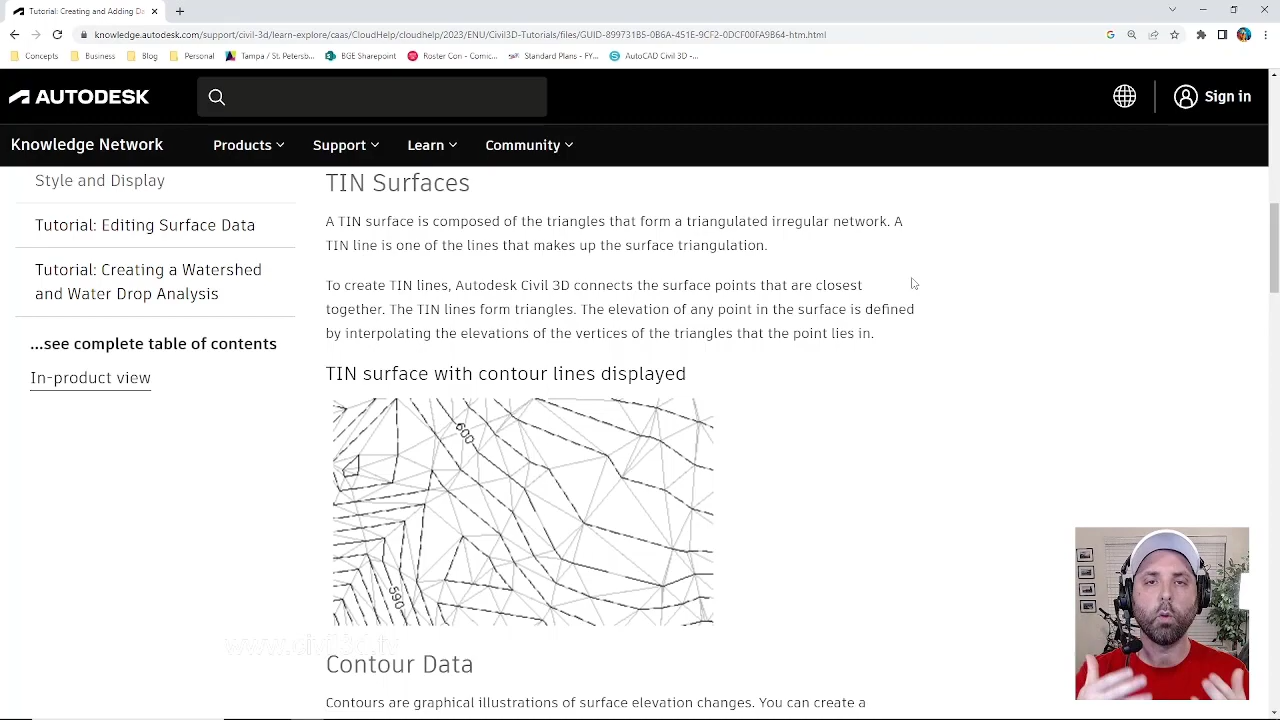 Tutorial: Creating and Adding Da
knowledge.autodesk.com/support/civil-3d/learn-explore/caas/CloudHelp/cloudhelp/2023/ENU/Civil3D-Tutorials/files/GUID-899731B5-0B6A-451E-9CF2-0DCF00FA9B64-htm.html
Concepts Business Blog Personal Tampa / St. Petersb... BGE Sharepoint Roster Con - Comic... Standard Plans - FY... AutoCAD Civil 3D -...
AUTODESK Sign in
Knowledge Network Products Support Learn Community
Style and Display
Tutorial: Editing Surface Data
Tutorial: Creating a Watershed
and Water Drop Analysis
...see complete table of contents
In-product view
TIN Surfaces
A TIN surface is composed of the triangles that form a triangulated irregular network. A
TIN line is one of the lines that makes up the surface triangulation.
To create TIN lines, Autodesk Civil 3D connects the surface points that are closest
together. The TIN lines form triangles. The elevation of any point in the surface is defined
by interpolating the elevations of the vertices of the triangles that the point lies in.
TIN surface with contour lines displayed
600
590
www.civil3d.tv
Contour Data
Contours are graphical illustrations of surface elevation changes. You can create a